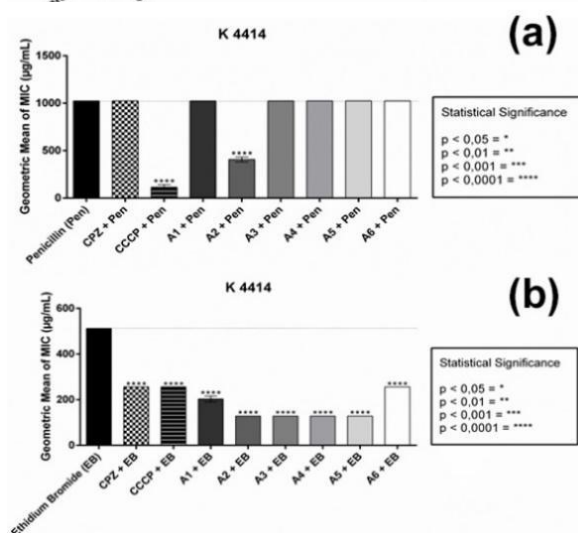 (a)
K 4414
Geometric Mean of MIC (µg/mL)
1500
1000
500
0
****
****
Penicillin (Pen)
CPZ + Pen
CCCP + Pen
A1 + Pen
A2 + Pen
A3 + Pen
A4 + Pen
A5 + Pen
A6 + Pen
Statistical Significance
p < 0,05 = *
p < 0,01 = **
p < 0,001 = ***
p < 0,0001 = ****
(b)
K 4414
Geometric Mean of MIC (µg/mL)
600
400
200
0
**** **** **** **** **** **** **** ****
Ethidium Bromide (EB)
CPZ + EB
CCCP + EB
A1 + EB
A2 + EB
A3 + EB
A4 + EB
A5 + EB
A6 + EB
Statistical Significance
p < 0,05 = *
p < 0,01 = **
p < 0,001 = ***
p < 0,0001 = ****